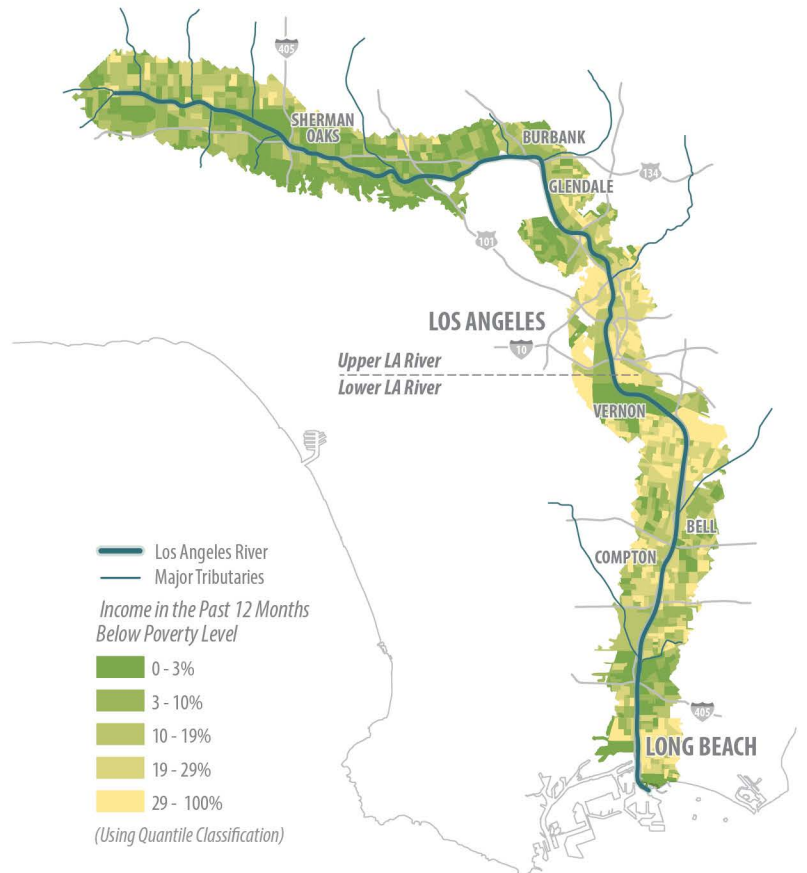 405
SHERMAN
OAKS
BURBANK
134
GLENDALE
101
LOS ANGELES
10
Upper LA River
Lower LA River
VERNON
BELL
COMPTON
405
LONG BEACH
Los Angeles River
Major Tributaries
Income in the Past 12 Months
Below Poverty Level
0 - 3%
3 - 10%
10 - 19%
19 - 29%
29 - 100%
(Using Quantile Classification)